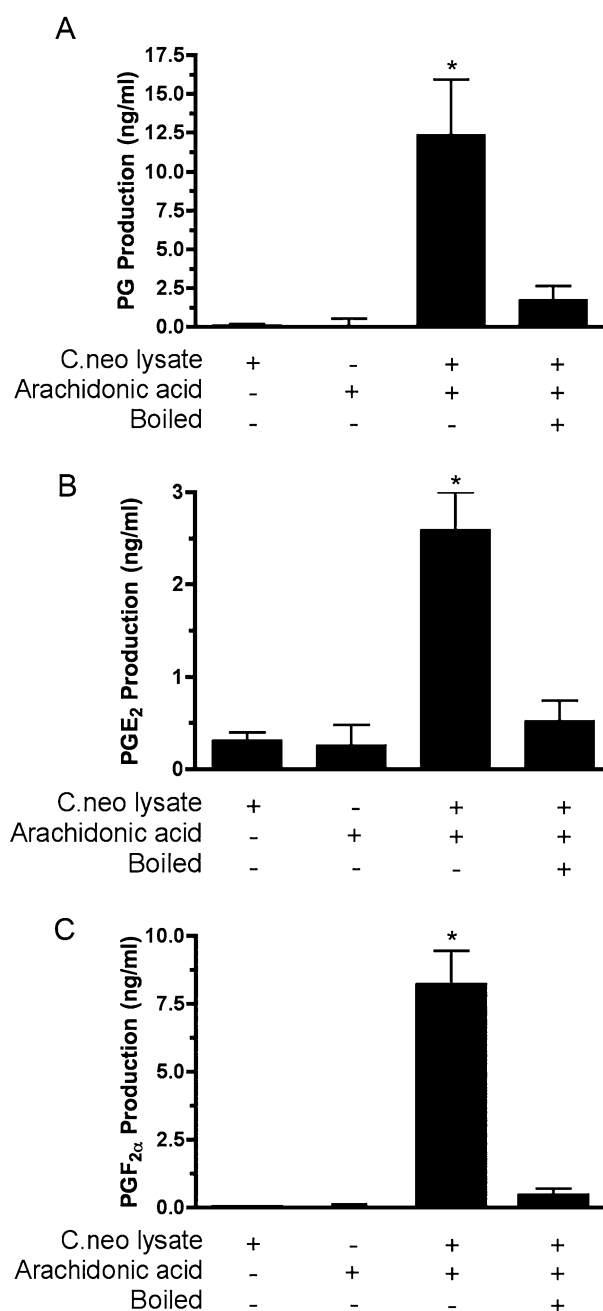 A
PG Production (ng/ml)
17.5
15.0
12.5
10.0
7.5
5.0
2.5
0.0
*
C.neo lysate + - + +
Arachidonic acid - + + +
Boiled - - - +
B
PGE2 Production (ng/ml)
3
2
1
0
*
C.neo lysate + - + +
Arachidonic acid - + + +
Boiled - - - +
C
PGF2α Production (ng/ml)
10.0
7.5
5.0
2.5
0.0
*
C.neo lysate + - + +
Arachidonic acid - + + +
Boiled - - - +